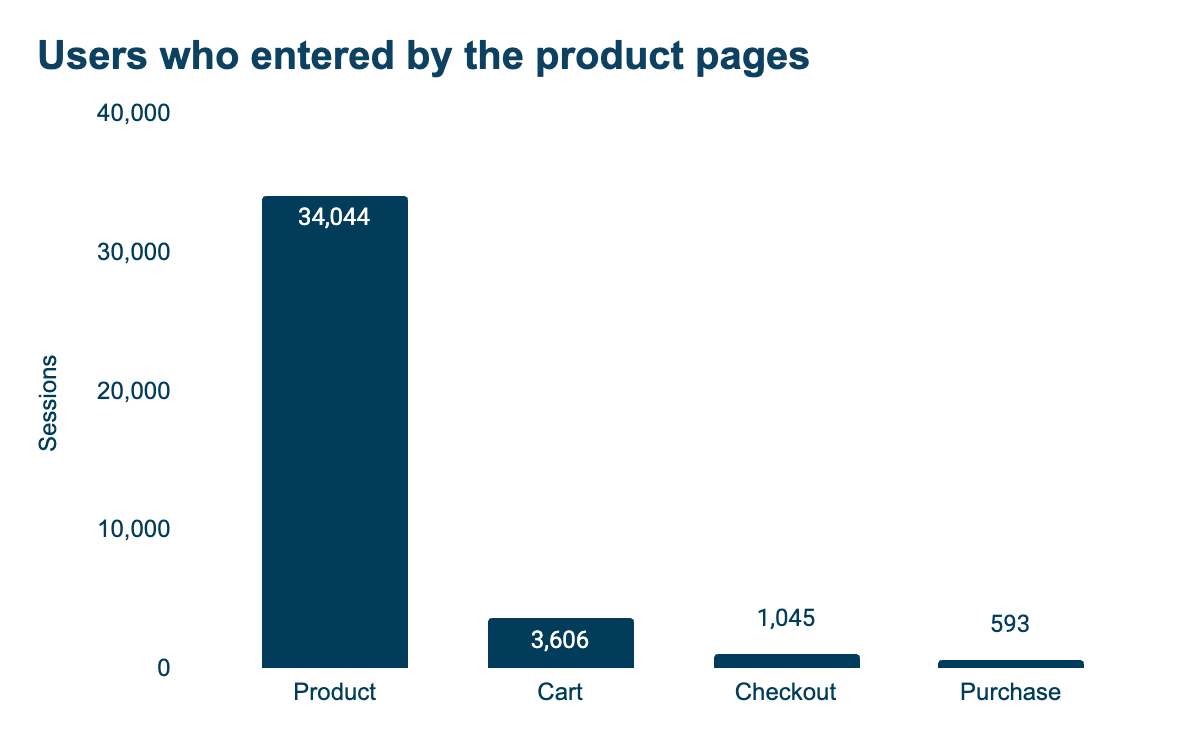 Users who entered by the product pages
40,000
30,000
20,000
10,000
0
Sessions
34,044
3,606
1,045
593
Product
Cart
Checkout
Purchase